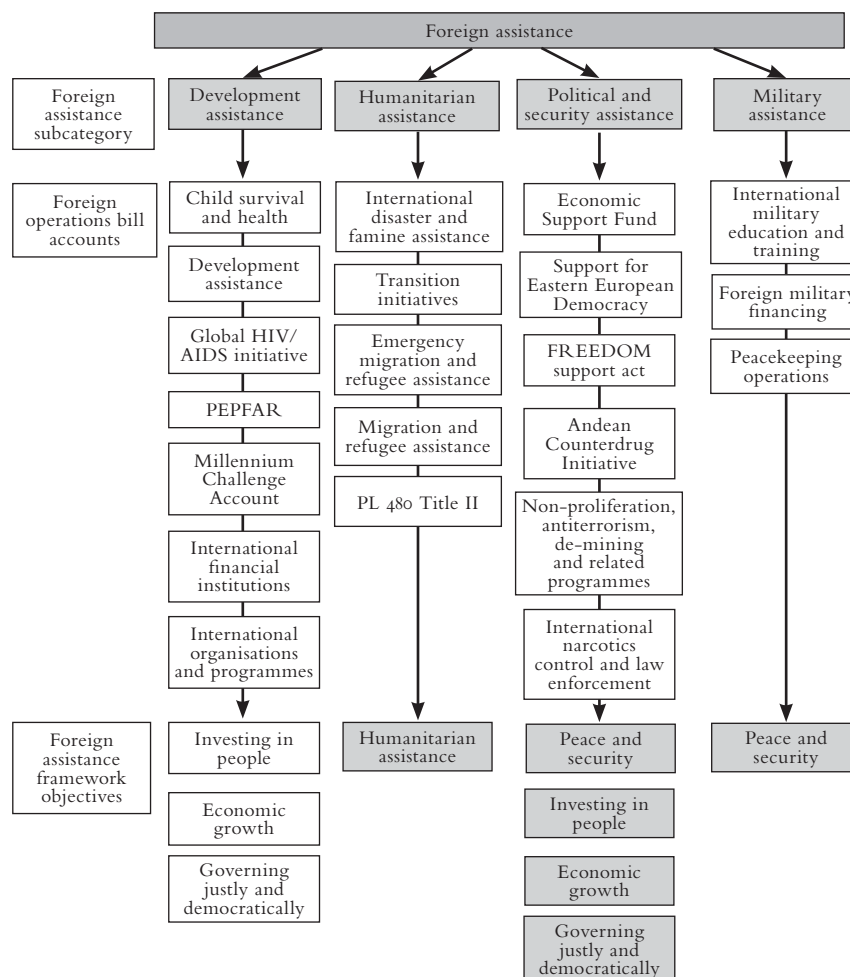 Foreign assistance
Foreign
assistance
subcategory
Development
assistance
Humanitarian
assistance
Political and
security assistance
Military
assistance
Foreign
operations bill
accounts
Child survival
and health
Development
assistance
Global HIV/
AIDS initiative
PEPFAR
Millennium
Challenge
Account
International
financial
institutions
International
organisations
and programmes
International
disaster and
famine assistance
Transition
initiatives
Emergency
migration and
refugee assistance
Migration and
refugee assistance
PL 480 Title II
Economic
Support Fund
Support for
Eastern European
Democracy
FREEDOM
support act
Andean
Counterdrug
Initiative
Non-proliferation,
antiterrorism,
de-mining
and related
programmes
International
narcotics
control and law
enforcement
International
military
education and
training
Foreign military
financing
Peacekeeping
operations
Foreign
assistance
framework
objectives
Investing in
people
Economic
growth
Governing
justly and
democratically
Humanitarian
assistance
Peace and
security
Investing in
people
Economic
growth
Governing
justly and
democratically
Peace and
security